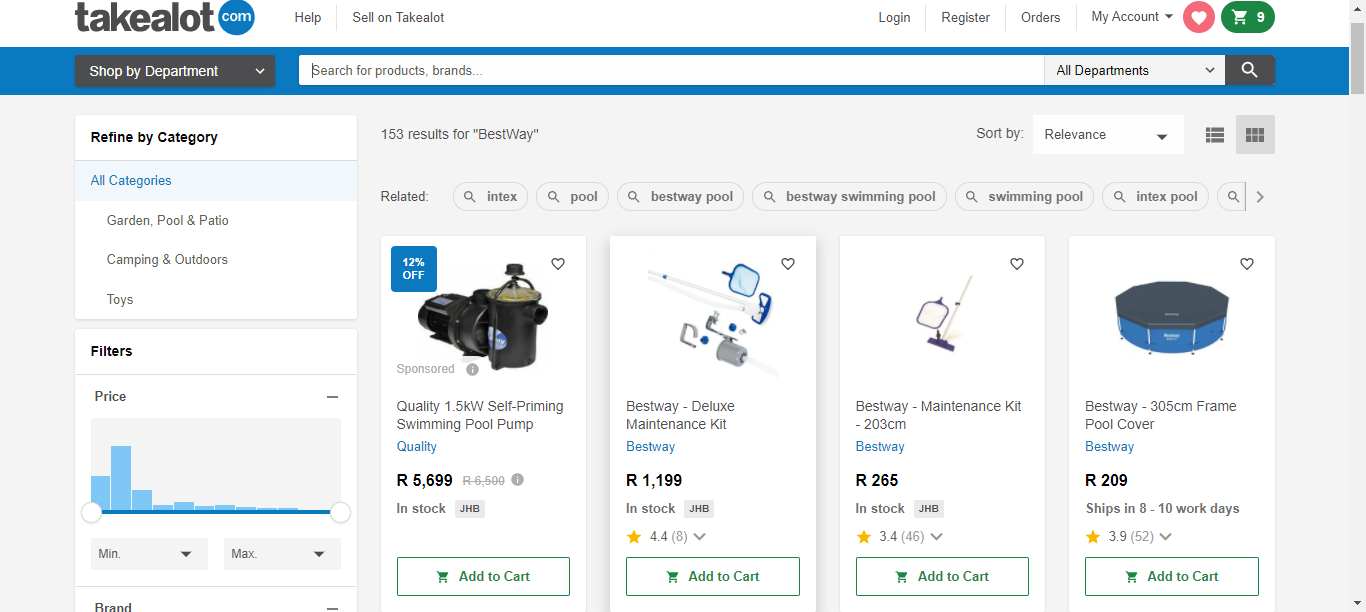 takealot com
Help
Sell on Takealot
Login
Register
Orders
My Account
9
Shop by Department
Search for products, brands...
All Departments
Refine by Category
All Categories
Garden, Pool & Patio
Camping & Outdoors
Toys
Filters
Price
Min.
Max.
Brand
153 results for "BestWay"
Sort by:
Relevance
Related:
intex
pool
bestway pool
bestway swimming pool
swimming pool
intex pool
12%
OFF
Sponsored
Quality 1.5kW Self-Priming
Swimming Pool Pump
Quality
R 5,699 R 6,500
In stock JHB
Add to Cart
Bestway - Deluxe
Maintenance Kit
Bestway
R 1,199
In stock JHB
4.4 (8)
Add to Cart
Bestway - Maintenance Kit
- 203cm
Bestway
R 265
In stock JHB
3.4 (46)
Add to Cart
Bestway - 305cm Frame
Pool Cover
Bestway
R 209
Ships in 8 - 10 work days
3.9 (52)
Add to Cart